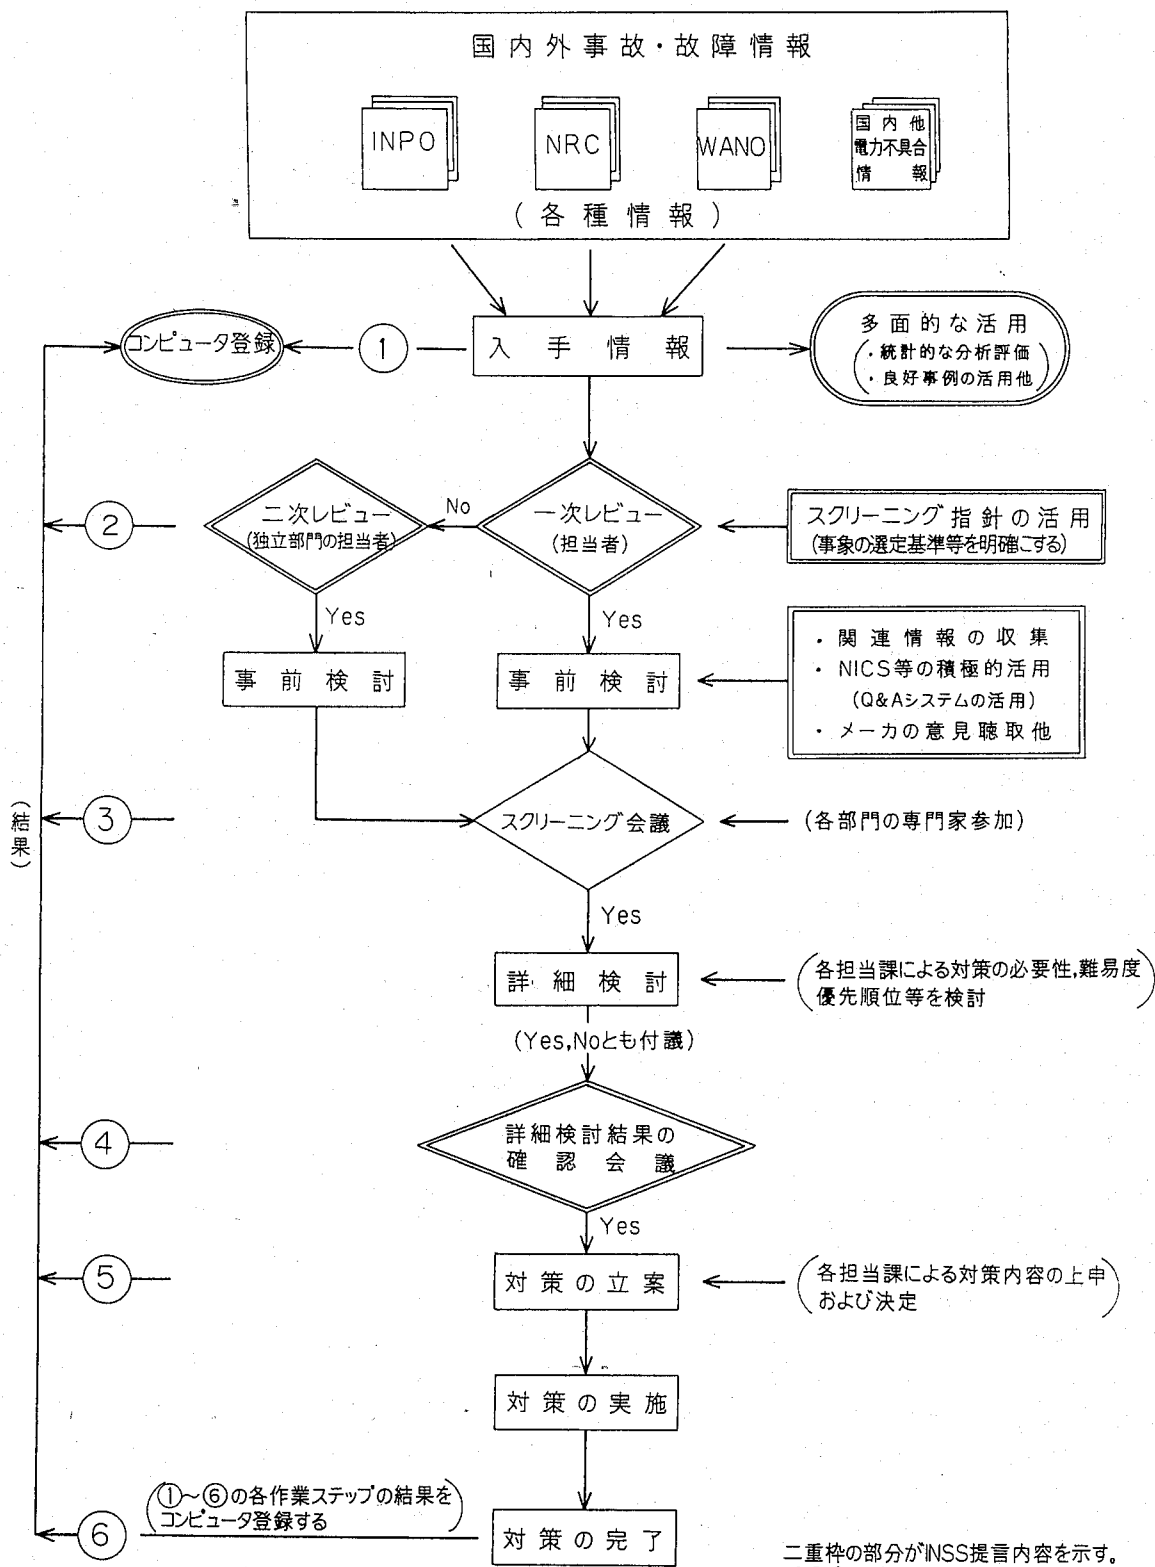 国内外事故・故障情報
INPO
NRC
WANO
国内他
電力不具合
情報
(各種情報)
コンピュータ登録
①
入手情報
多面的な活用
(・統計的な分析評価
・良好事例の活用他)
②
二次レビュー
(独立部門の担当者)
No
一次レビュー
(担当者)
スクリーニング指針の活用
(事象の選定基準等を明確にする)
Yes
Yes
事前検討
事前検討
・関連情報の収集
・NICS等の積極的活用
(Q&Aシステムの活用)
・メーカの意見聴取他
(結果)
③
スクリーニング会議
(各部門の専門家参加)
Yes
詳細検討
(各担当課による対策の必要性,難易度
優先順位等を検討)
(Yes,Noとも付議)
④
詳細検討結果の
確認会議
Yes
⑤
対策の立案
(各担当課による対策内容の上申
および決定)
対策の実施
⑥
(①~⑥の各作業ステップの結果を
コンピュータ登録する)
対策の完了
二重枠の部分がINSS提言内容を示す。